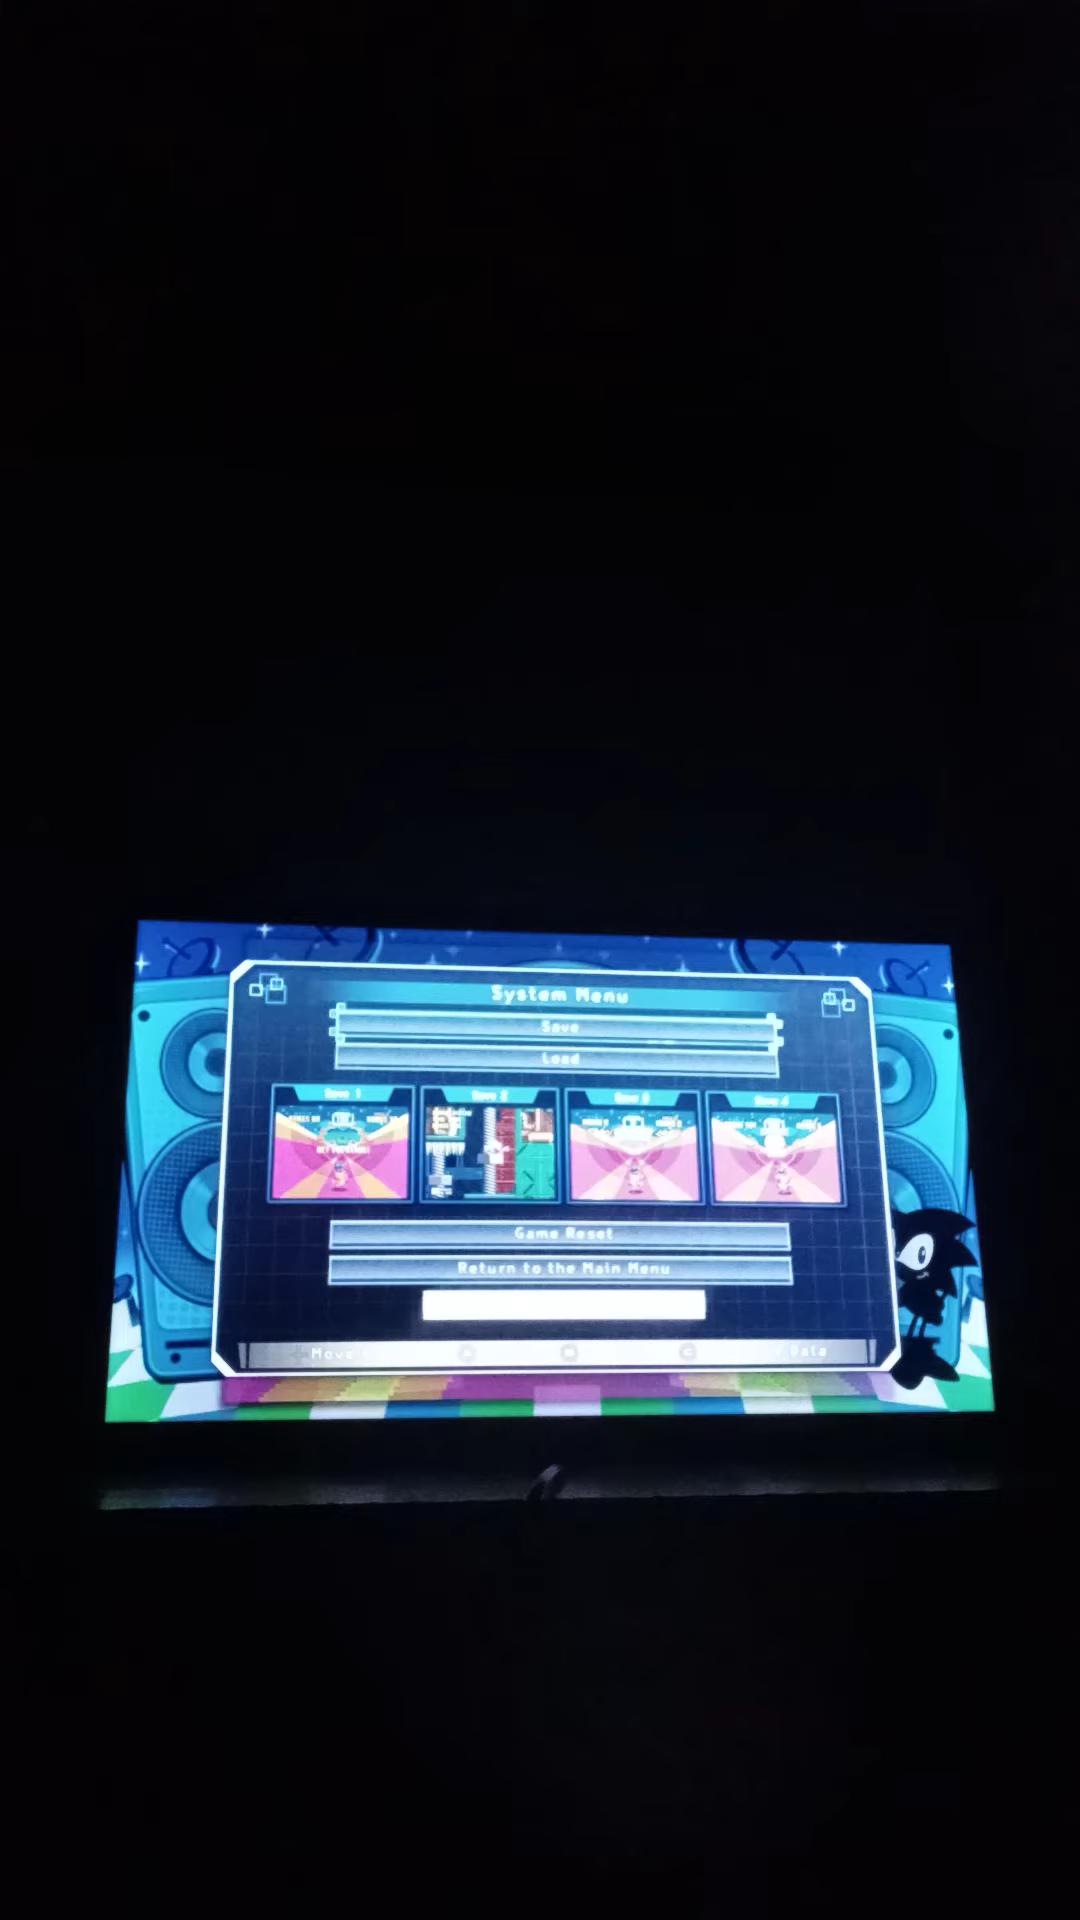 System Menu
Save
Load
Save 1
Save 2
Save 3
Save 4
Game Reset
Return to the Main Menu
Move
Data